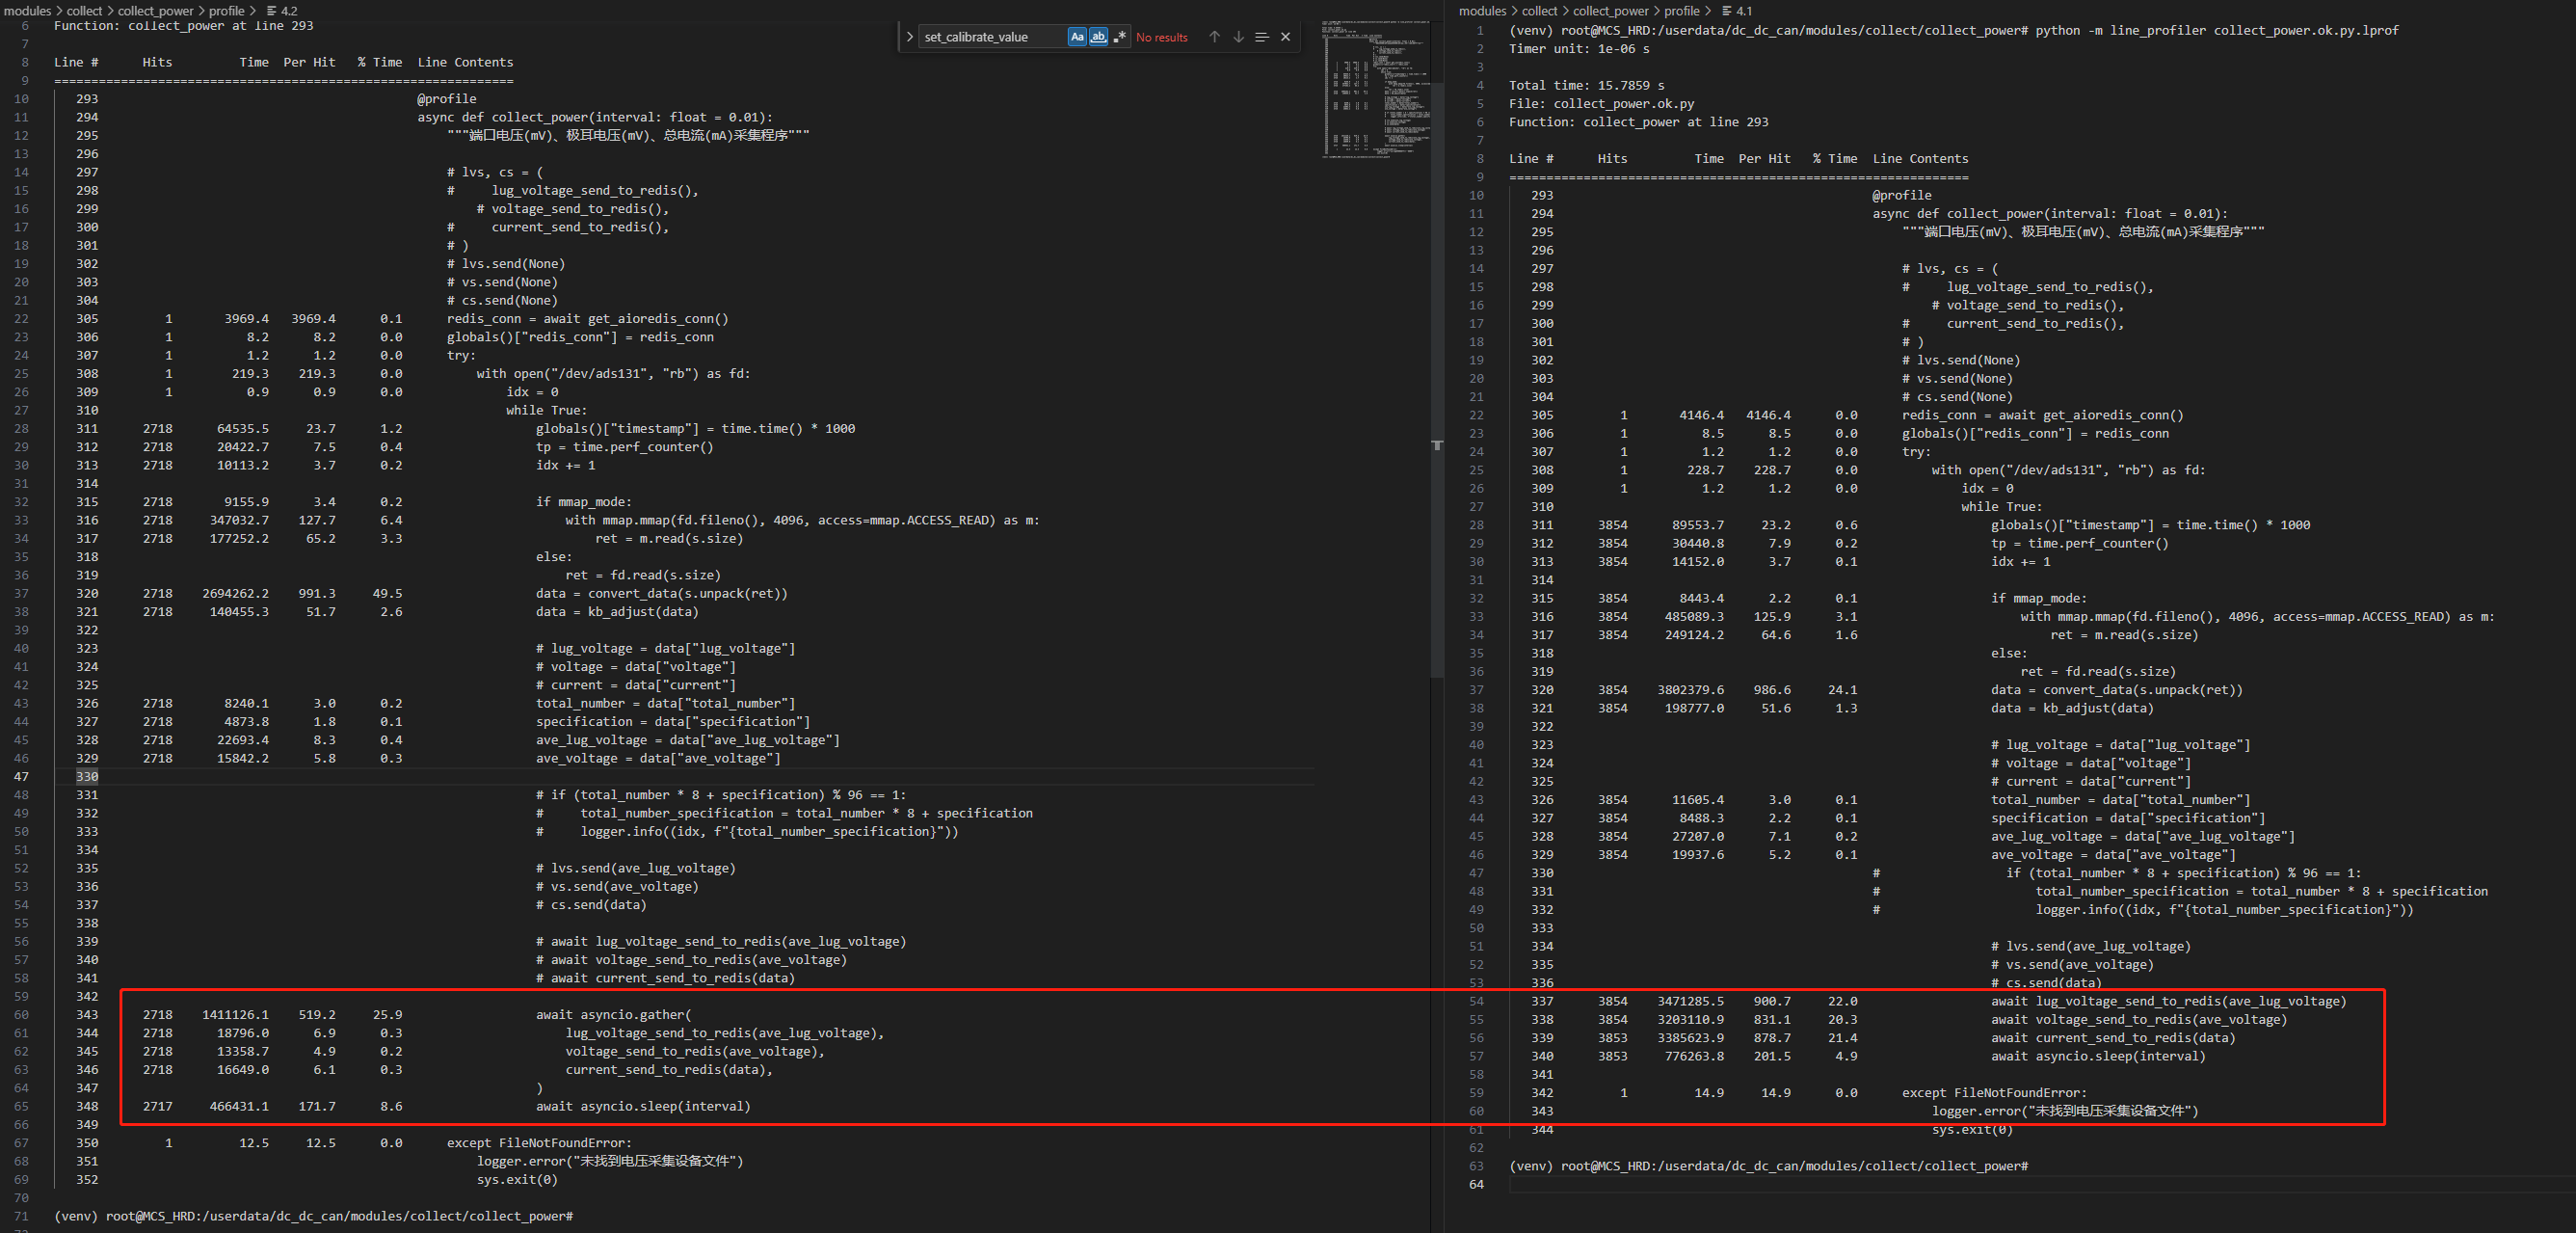 modules > collect > collect_power > profile > 4.2
6 Function: collect_power at line 293
set_calibrate_value Aa ab .* No results
7
8 Line # Hits Time Per Hit % Time Line Contents
9 ==============================================================
10 293 @profile
11 294 async def collect_power(interval: float = 0.01):
12 295 """端口电压(mV)、极耳电压(mV)、总电流(mA)采集程序"""
13 296
14 297 # lvs, cs = (
15 298 # lug_voltage_send_to_redis(),
16 299 # voltage_send_to_redis(),
17 300 # current_send_to_redis(),
18 301 # )
19 302 # lvs.send(None)
20 303 # vs.send(None)
21 304 # cs.send(None)
22 305 1 3969.4 3969.4 0.1 redis_conn = await get_aioredis_conn()
23 306 1 8.2 8.2 0.0 globals()["redis_conn"] = redis_conn
24 307 1 1.2 1.2 0.0 try:
25 308 1 219.3 219.3 0.0 with open("/dev/ads131", "rb") as fd:
26 309 1 0.9 0.9 0.0 idx = 0
27 310 while True:
28 311 2718 64535.5 23.7 1.2 globals()["timestamp"] = time.time() * 1000
29 312 2718 20422.7 7.5 0.4 tp = time.perf_counter()
30 313 2718 10113.2 3.7 0.2 idx += 1
31 314
32 315 2718 9155.9 3.4 0.2 if mmap_mode:
33 316 2718 347032.7 127.7 6.4 with mmap.mmap(fd.fileno(), 4096, access=mmap.ACCESS_READ) as m:
34 317 2718 177252.2 65.2 3.3 ret = m.read(s.size)
35 318 else:
36 319 ret = fd.read(s.size)
37 320 2718 2694262.2 991.3 49.5 data = convert_data(s.unpack(ret))
38 321 2718 140455.3 51.7 2.6 data = kb_adjust(data)
39 322
40 323 # lug_voltage = data["lug_voltage"]
41 324 # voltage = data["voltage"]
42 325 # current = data["current"]
43 326 2718 8240.1 3.0 0.2 total_number = data["total_number"]
44 327 2718 4873.8 1.8 0.1 specification = data["specification"]
45 328 2718 22693.4 8.3 0.4 ave_lug_voltage = data["ave_lug_voltage"]
46 329 2718 15842.2 5.8 0.3 ave_voltage = data["ave_voltage"]
47 330
48 331 # if (total_number * 8 + specification) % 96 == 1:
49 332 # total_number_specification = total_number * 8 + specification
50 333 # logger.info((idx, f"{total_number_specification}"))
51 334
52 335 # lvs.send(ave_lug_voltage)
53 336 # vs.send(ave_voltage)
54 337 # cs.send(data)
55 338
56 339 # await lug_voltage_send_to_redis(ave_lug_voltage)
57 340 # await voltage_send_to_redis(ave_voltage)
58 341 # await current_send_to_redis(data)
59 342
60 343 2718 1411126.1 519.2 25.9 await asyncio.gather(
61 344 2718 18796.0 6.9 0.3 lug_voltage_send_to_redis(ave_lug_voltage),
62 345 2718 13358.7 4.9 0.2 voltage_send_to_redis(ave_voltage),
63 346 2718 16649.0 6.1 0.3 current_send_to_redis(data),
64 347 )
65 348 2717 466431.1 171.7 8.6 await asyncio.sleep(interval)
66 349
67 350 1 12.5 12.5 0.0 except FileNotFoundError:
68 351 logger.error("未找到电压采集设备文件")
69 352 sys.exit(0)
70
71 (venv) root@MCS_HRD:/userdata/dc_dc_can/modules/collect/collect_power#
modules > collect > collect_power > profile > 4.1
1 (venv) root@MCS_HRD:/userdata/dc_dc_can/modules/collect/collect_power# python -m line_profiler collect_power.ok.py.lprof
2 Timer unit: 1e-06 s
3
4 Total time: 15.7859 s
5 File: collect_power.ok.py
6 Function: collect_power at line 293
7
8 Line # Hits Time Per Hit % Time Line Contents
9 ==============================================================
10 293 @profile
11 294 async def collect_power(interval: float = 0.01):
12 295 """端口电压(mV)、极耳电压(mV)、总电流(mA)采集程序"""
13 296
14 297 # lvs, cs = (
15 298 # lug_voltage_send_to_redis(),
16 299 # voltage_send_to_redis(),
17 300 # current_send_to_redis(),
18 301 # )
19 302 # lvs.send(None)
20 303 # vs.send(None)
21 304 # cs.send(None)
22 305 1 4146.4 4146.4 0.0 redis_conn = await get_aioredis_conn()
23 306 1 8.5 8.5 0.0 globals()["redis_conn"] = redis_conn
24 307 1 1.2 1.2 0.0 try:
25 308 1 228.7 228.7 0.0 with open("/dev/ads131", "rb") as fd:
26 309 1 1.2 1.2 0.0 idx = 0
27 310 while True:
28 311 3854 89553.7 23.2 0.6 globals()["timestamp"] = time.time() * 1000
29 312 3854 30440.8 7.9 0.2 tp = time.perf_counter()
30 313 3854 14152.0 3.7 0.1 idx += 1
31 314
32 315 3854 8443.4 2.2 0.1 if mmap_mode:
33 316 3854 485089.3 125.9 3.1 with mmap.mmap(fd.fileno(), 4096, access=mmap.ACCESS_READ) as m:
34 317 3854 249124.2 64.6 1.6 ret = m.read(s.size)
35 318 else:
36 319 ret = fd.read(s.size)
37 320 3854 3802379.6 986.6 24.1 data = convert_data(s.unpack(ret))
38 321 3854 198777.0 51.6 1.3 data = kb_adjust(data)
39 322
40 323 # lug_voltage = data["lug_voltage"]
41 324 # voltage = data["voltage"]
42 325 # current = data["current"]
43 326 3854 11605.4 3.0 0.1 total_number = data["total_number"]
44 327 3854 8488.3 2.2 0.1 specification = data["specification"]
45 328 3854 27207.0 7.1 0.2 ave_lug_voltage = data["ave_lug_voltage"]
46 329 3854 19937.6 5.2 0.1 ave_voltage = data["ave_voltage"]
47 330 # if (total_number * 8 + specification) % 96 == 1:
48 331 # total_number_specification = total_number * 8 + specification
49 332 # logger.info((idx, f"{total_number_specification}"))
50 333
51 334 # lvs.send(ave_lug_voltage)
52 335 # vs.send(ave_voltage)
53 336 # cs.send(data)
54 337 3854 3471285.5 900.7 22.0 await lug_voltage_send_to_redis(ave_lug_voltage)
55 338 3854 3203110.9 831.1 20.3 await voltage_send_to_redis(ave_voltage)
56 339 3853 3385623.9 878.7 21.4 await current_send_to_redis(data)
57 340 3853 776263.8 201.5 4.9 await asyncio.sleep(interval)
58 341
59 342 1 14.9 14.9 0.0 except FileNotFoundError:
60 343 logger.error("未找到电压采集设备文件")
61 344 sys.exit(0)
62
63 (venv) root@MCS_HRD:/userdata/dc_dc_can/modules/collect/collect_power#
64